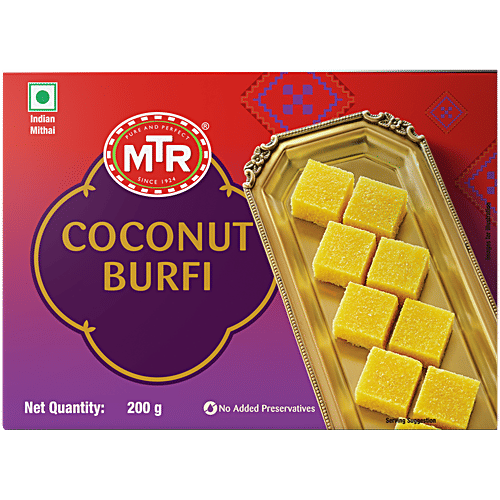 Indian
Mithai
PURE AND PERFECT
MTR
®
SINCE 1924
COCONUT
BURFI
Net Quantity: 200 g
No Added Preservatives
Serving Suggestion